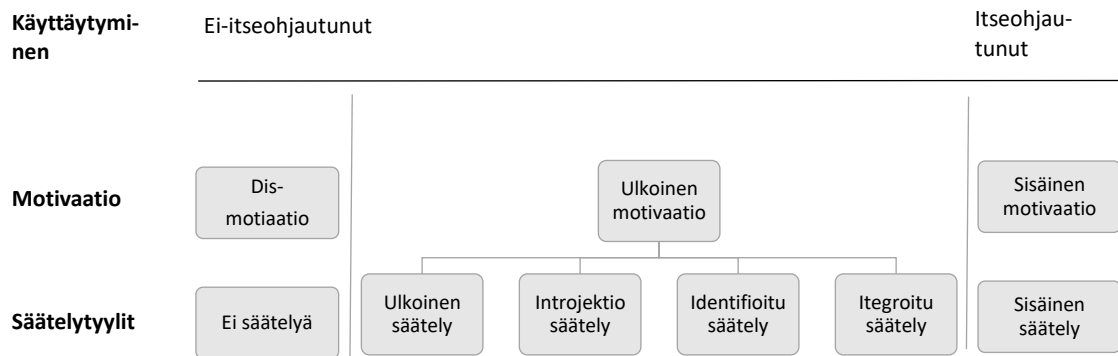 Käyttäytymi-
nen
Ei-itseohjautunut
Itseohjau-
tunut
Motivaatio
Dis-
motiaatio
Ulkoinen
motivaatio
Sisäinen
motivaatio
Säätelytyylit
Ei säätelyä
Ulkoinen
säätely
Introjektio
säätely
Identifioitu
säätely
Itegroitu
säätely
Sisäinen
säätely